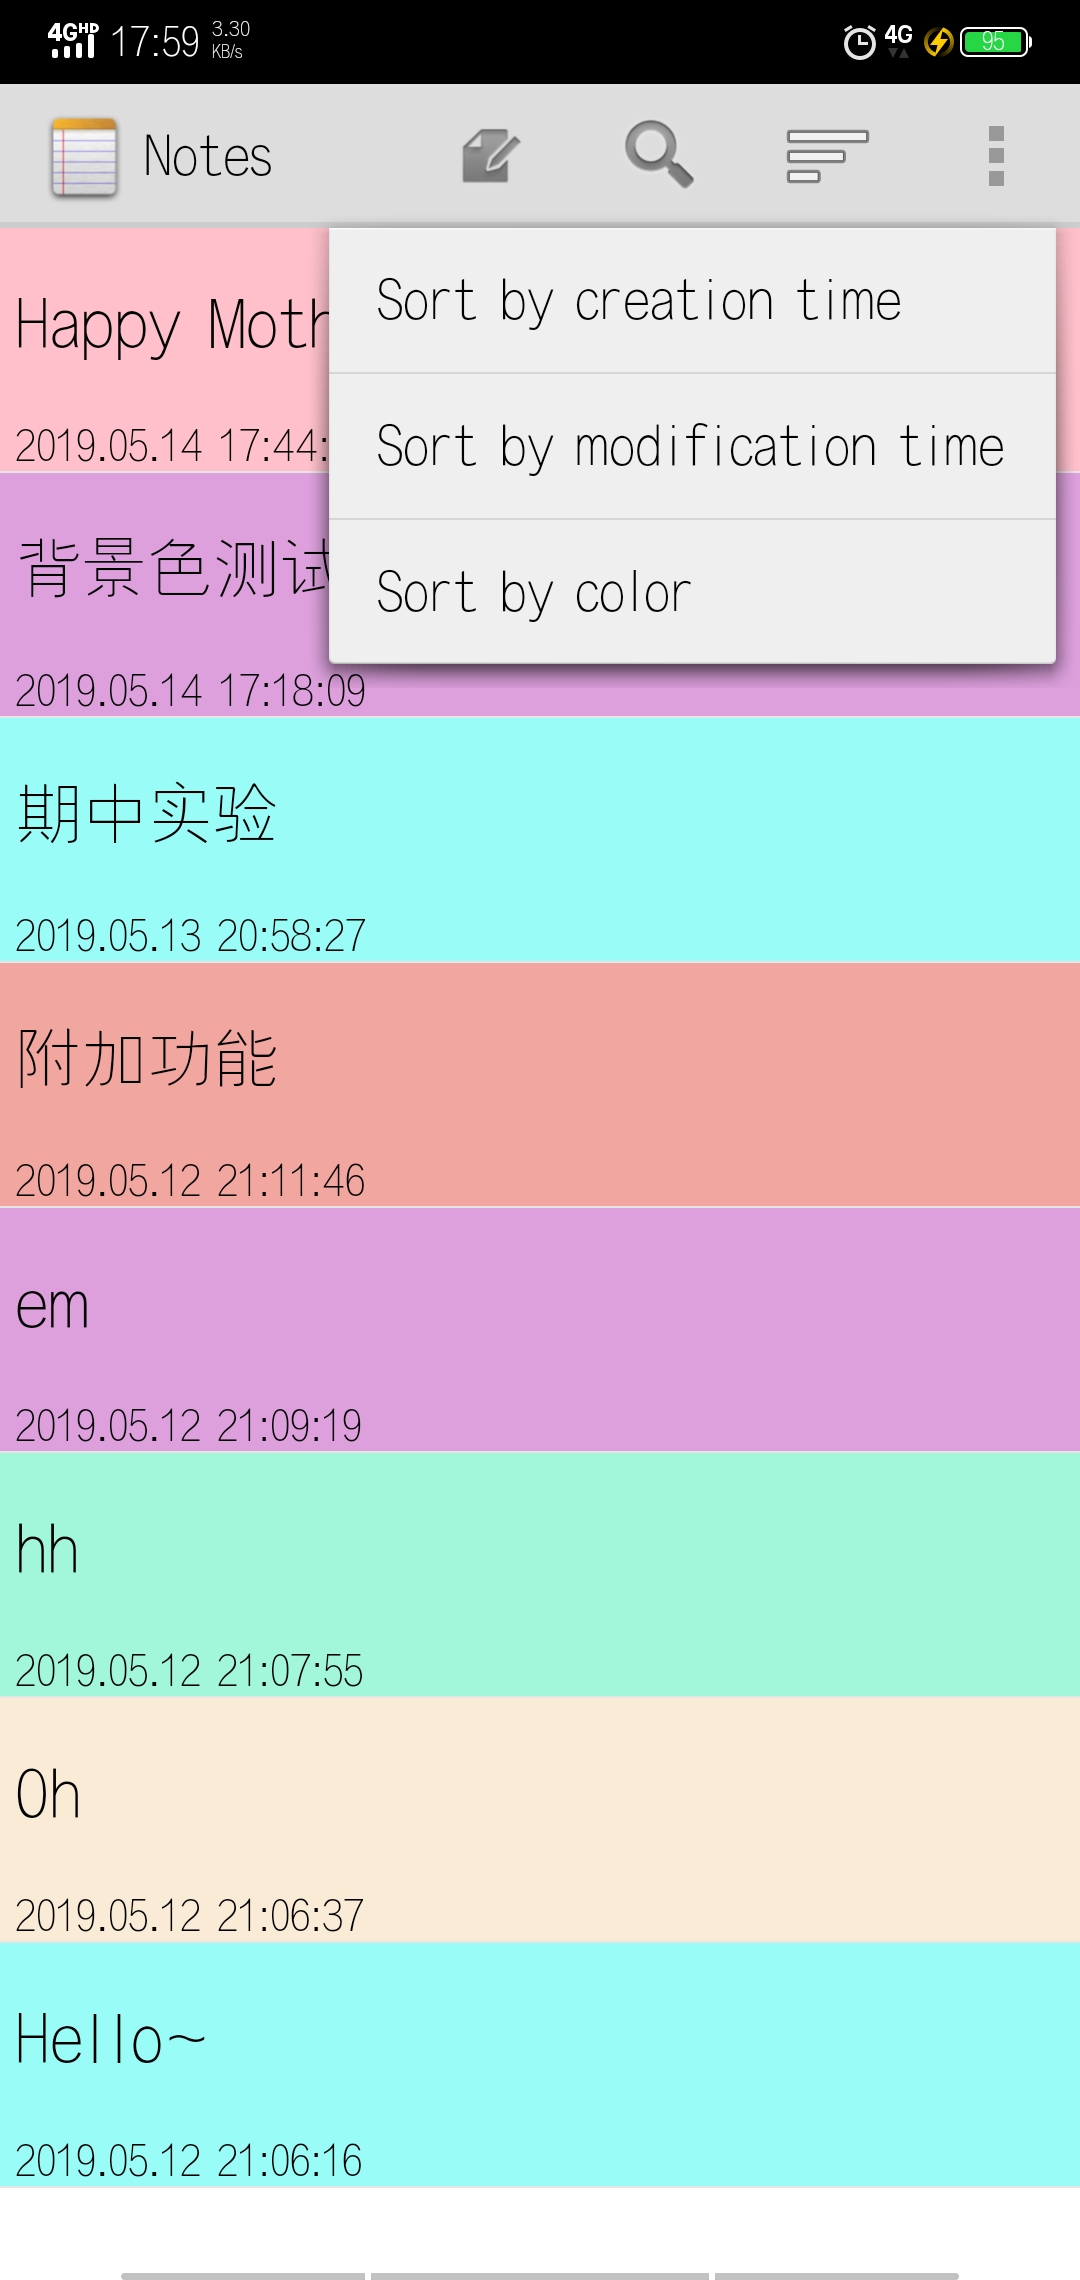 4G HD 17:59 3.30 KB/s 4G 95
Notes
Sort by creation time
Sort by modification time
Sort by color
Happy Moth
2019.05.14 17:44:
背景色测试
2019.05.14 17:18:09
期中实验
2019.05.13 20:58:27
附加功能
2019.05.12 21:11:46
em
2019.05.12 21:09:19
hh
2019.05.12 21:07:55
Oh
2019.05.12 21:06:37
Hello~
2019.05.12 21:06:16